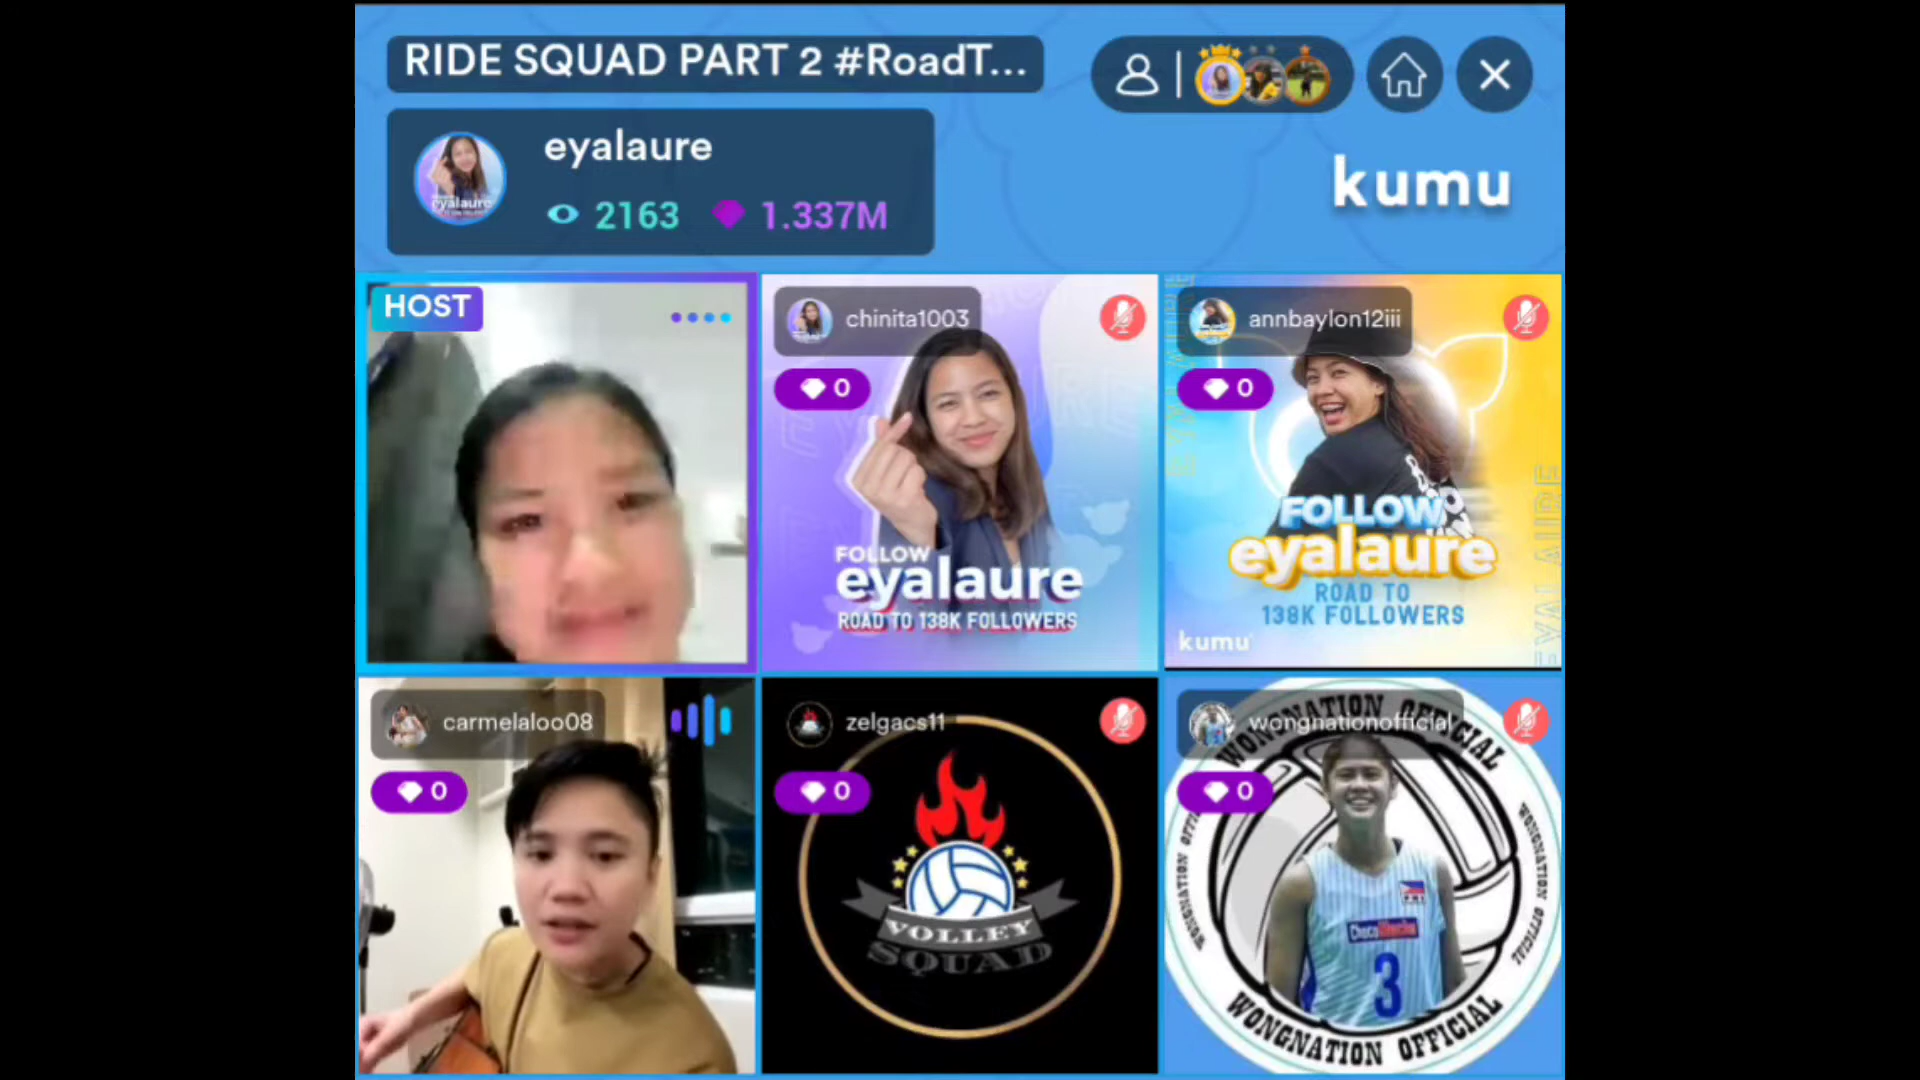 RIDE SQUAD PART 2 #RoadT...
eyalaure
2163 1.337M
kumu
HOST
chinita1003
0
FOLLOW
eyalaure
ROAD TO 138K FOLLOWERS
annbaylon12iii
0
FOLLOW
eyalaure
ROAD TO
138K FOLLOWERS
kumu
EYALAURE
carmelaloo08
0
zelgacs11
0
VOLLEY
SQUAD
wongnationofficial
0
WONGNATION OFFICIAL
3
WONGNATION OFFICIAL